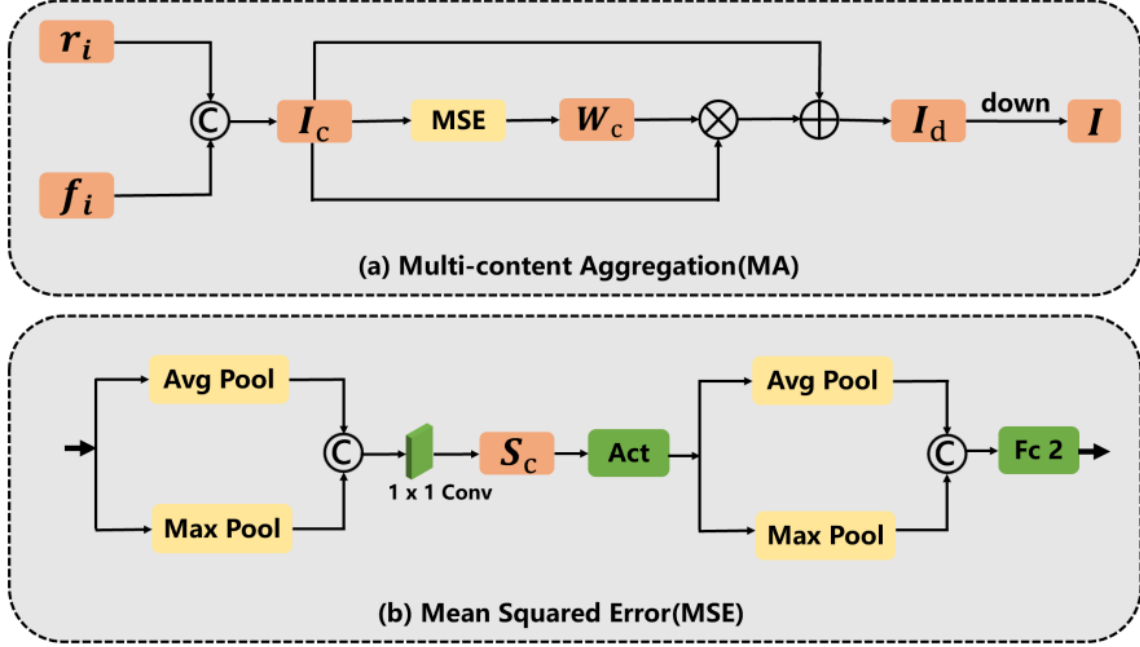 r_i
C
I_c
MSE
W_c
I_d
down
I
f_i
(a) Multi-content Aggregation(MA)
Avg Pool
Max Pool
C
1 x 1 Conv
S_c
Act
Avg Pool
Max Pool
C
Fc 2
(b) Mean Squared Error(MSE)